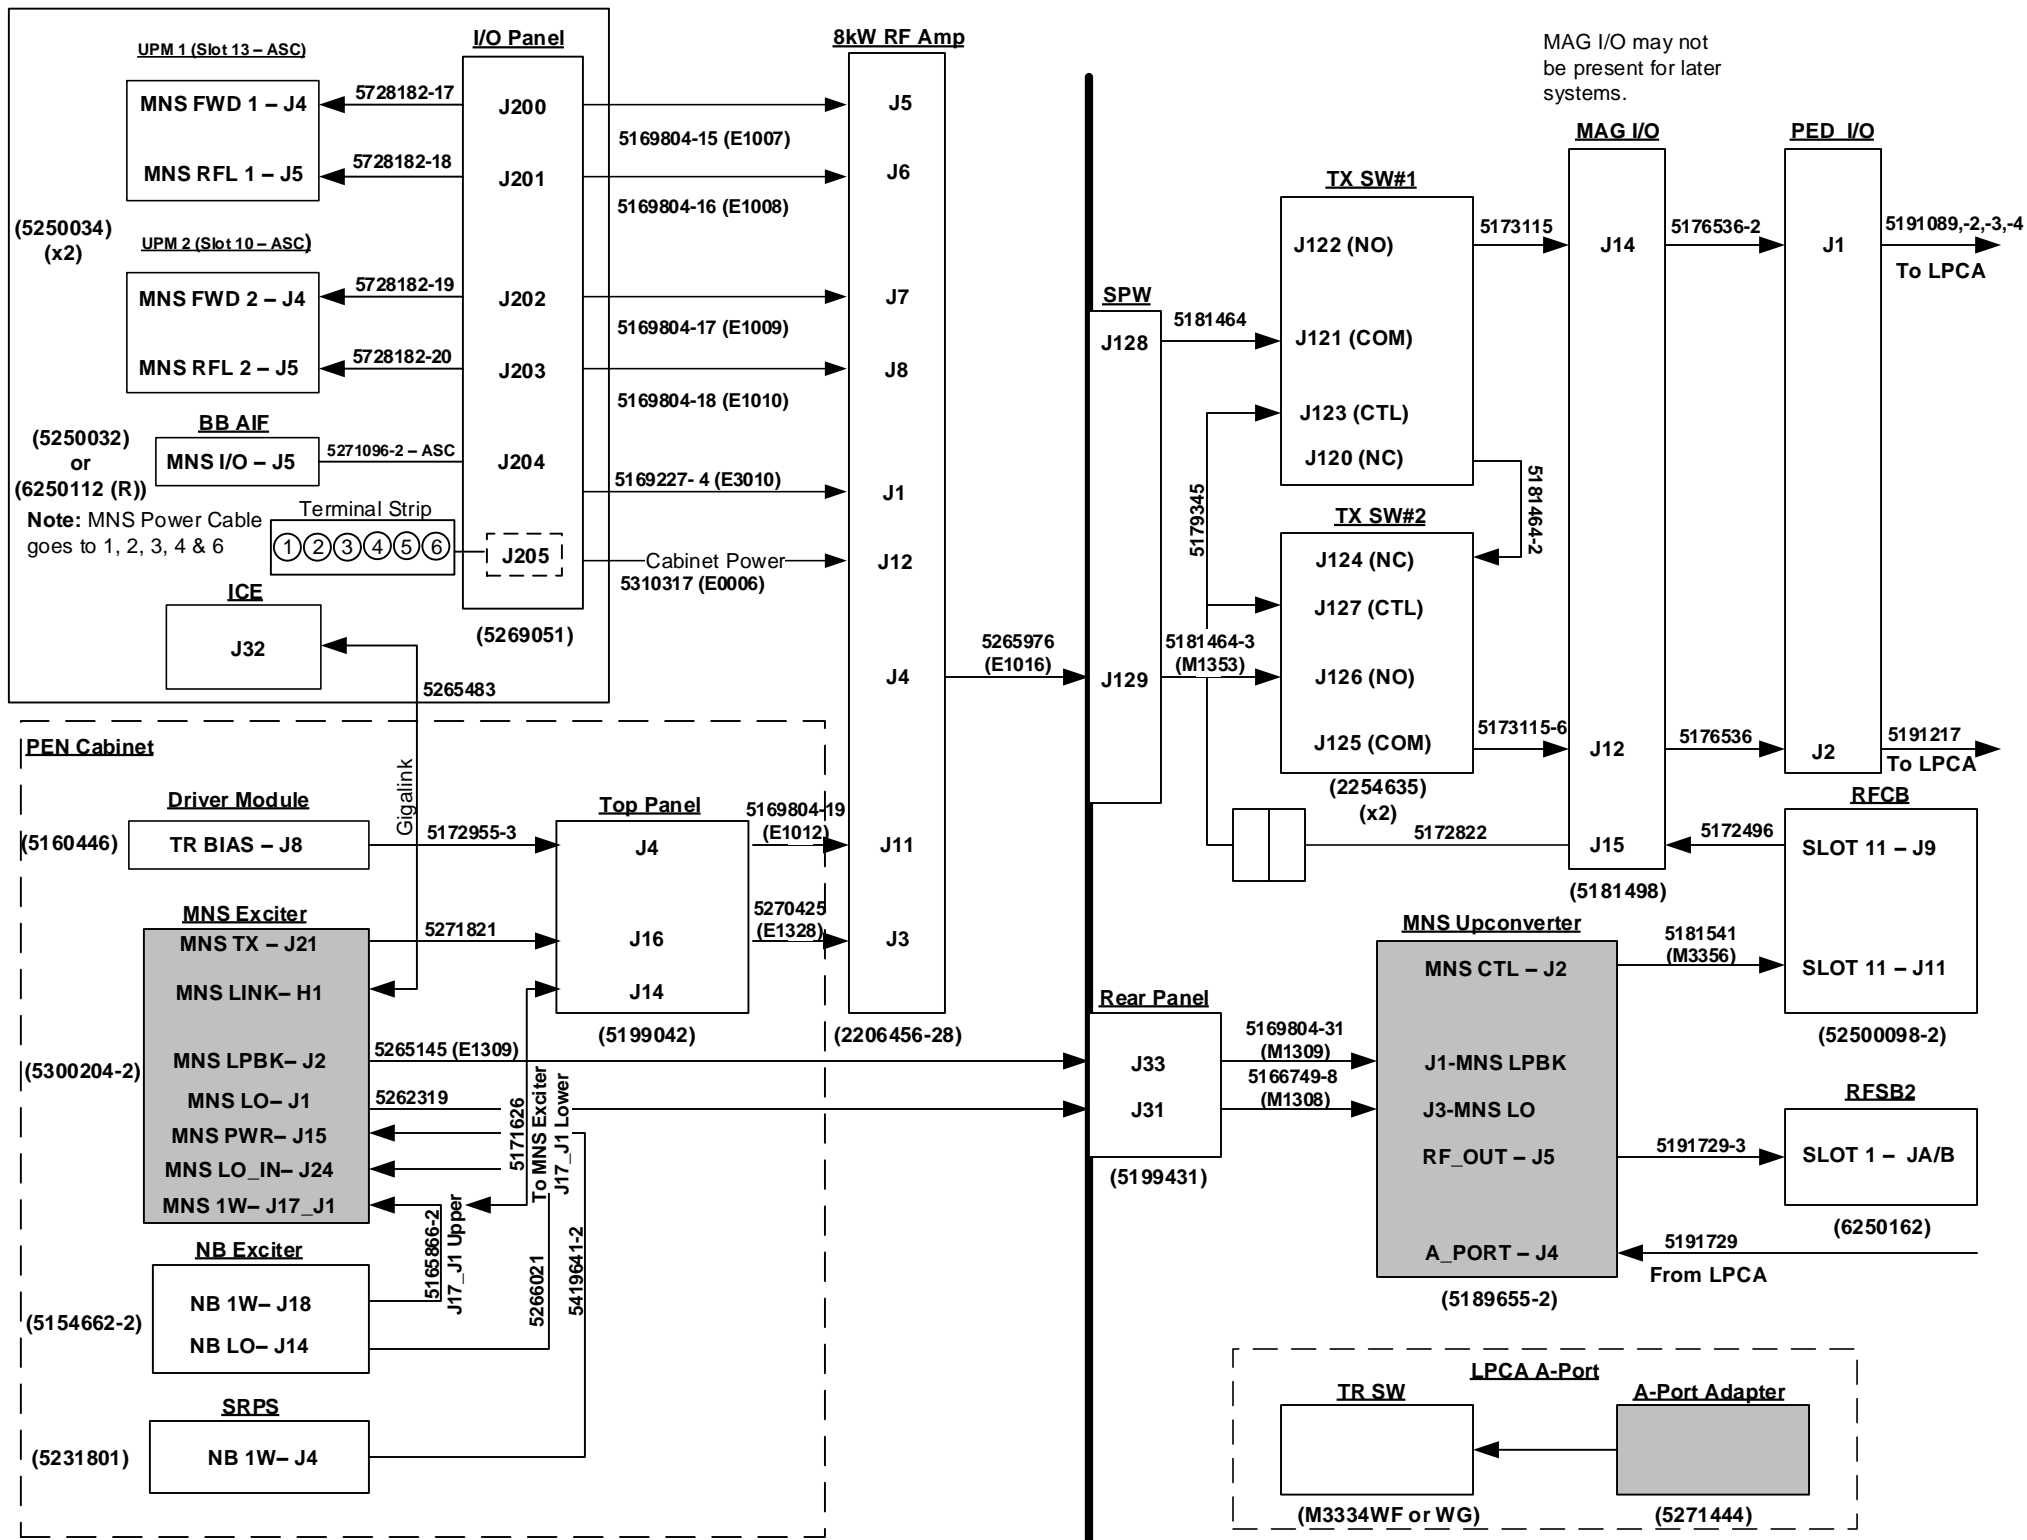 UPM 1 (Slot 13 – ASC)
MNS FWD 1 – J4
MNS RFL 1 – J5
5728182-17
5728182-18
(5250034)
(x2)
UPM 2 (Slot 10 – ASC)
MNS FWD 2 – J4
MNS RFL 2 – J5
5728182-19
5728182-20
BB AIF
(5250032)
or
(6250112 (R))
MNS I/O – J5
5271096-2 – ASC
Note: MNS Power Cable
goes to 1, 2, 3, 4 & 6
Terminal Strip
1 2 3 4 5 6
ICE
J32
5265483
Gigalink
I/O Panel
J200
J201
J202
J203
J204
J205
(5269051)
5169804-15 (E1007)
5169804-16 (E1008)
5169804-17 (E1009)
5169804-18 (E1010)
5169227- 4 (E3010)
Cabinet Power
5310317 (E0006)
8kW RF Amp
J5
J6
J7
J8
J1
J12
J4
J11
J3
(2206456-28)
5265976
(E1016)
PEN Cabinet
Driver Module
(5160446)
TR BIAS – J8
5172955-3
Top Panel
J4
J16
J14
(5199042)
5169804-19
(E1012)
5270425
(E1328)
MNS Exciter
MNS TX – J21
MNS LINK– H1
MNS LPBK– J2
MNS LO– J1
MNS PWR– J15
MNS LO_IN– J24
MNS 1W– J17_J1
(5300204-2)
5271821
5265145 (E1309)
5262319
5171626
To MNS Exciter
J17_J1 Lower
5165866-2
J17_J1 Upper
5266021
5419641-2
NB Exciter
(5154662-2)
NB 1W– J18
NB LO– J14
SRPS
(5231801)
NB 1W– J4
MAG I/O may not
be present for later
systems.
SPW
J128
J129
5181464
5181464-3
(M1353)
TX SW#1
J122 (NO)
J121 (COM)
J123 (CTL)
J120 (NC)
5179345
5181464-2
TX SW#2
J124 (NC)
J127 (CTL)
J126 (NO)
J125 (COM)
(2254635)
(x2)
5173115
5173115-6
5172822
MAG I/O
J14
J12
J15
(5181498)
5176536-2
5176536
PED I/O
J1
J2
5191089,-2,-3,-4
To LPCA
5191217
To LPCA
RFCB
5172496
SLOT 11 – J9
SLOT 11 – J11
(52500098-2)
Rear Panel
J33
J31
(5199431)
5169804-31
(M1309)
5166749-8
(M1308)
MNS Upconverter
MNS CTL – J2
J1-MNS LPBK
J3-MNS LO
RF_OUT – J5
A_PORT – J4
(5189655-2)
5181541
(M3356)
5191729-3
RFSB2
SLOT 1 – JA/B
(6250162)
5191729
From LPCA
LPCA A-Port
TR SW
(M3334WF or WG)
A-Port Adapter
(5271444)